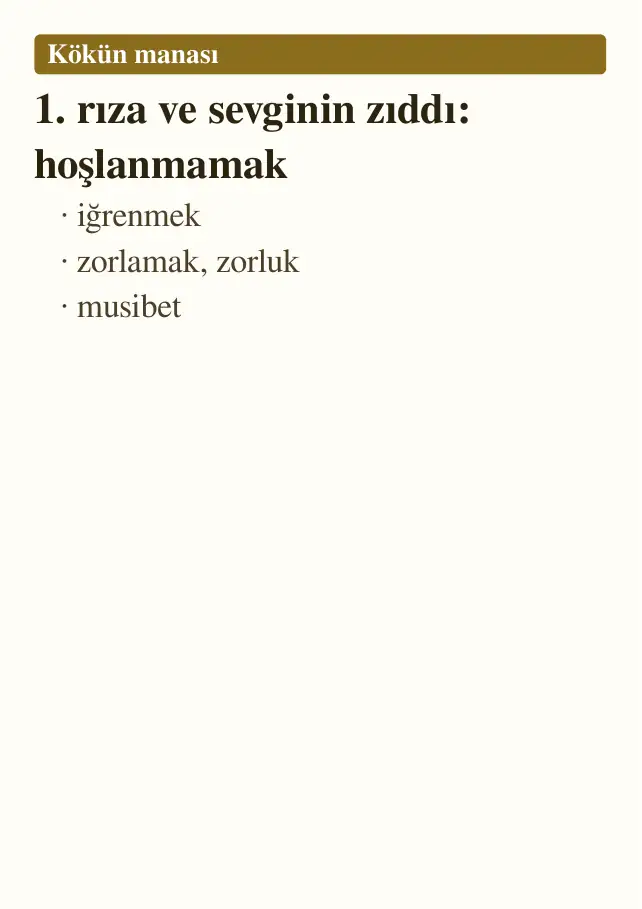 Kökün manası
1. rıza ve sevginin zıddı:
hoşlanmamak
· iğrenmek
· zorlamak, zorluk
· musibet